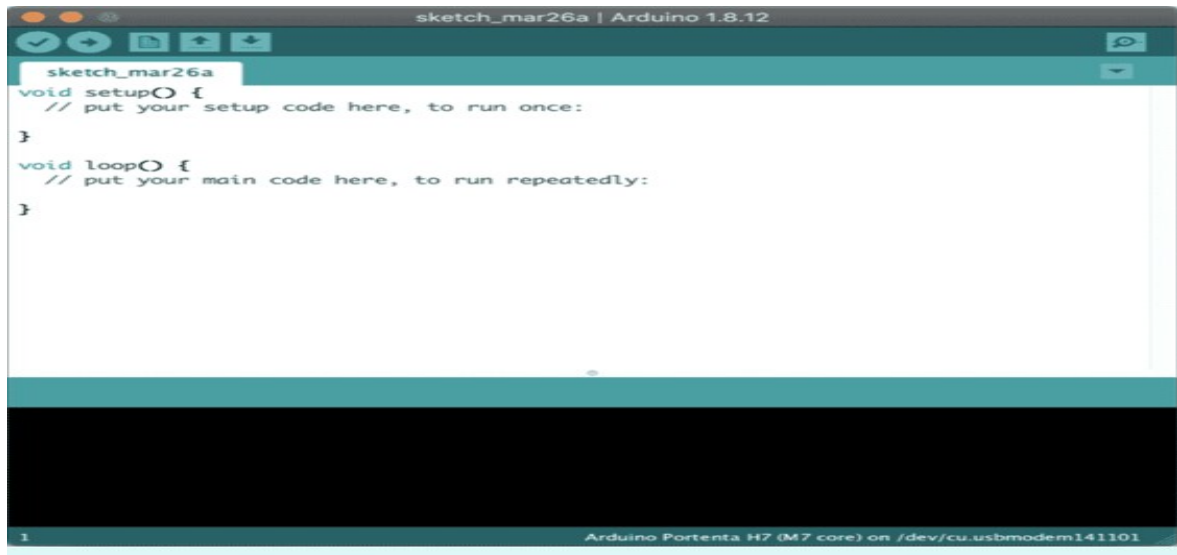 sketch_mar26a | Arduino 1.8.12
sketch_mar26a
void setup() {
  // put your setup code here, to run once:
}
void loop() {
  // put your main code here, to run repeatedly:
}
1
Arduino Portenta H7 (M7 core) on /dev/cu.usbmodem141101